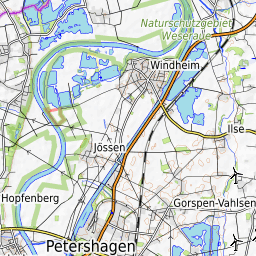 Naturschutzgebiet
Weseraue
Windheim
Ilse
Jössen
Hopfenberg
Gorspen-Vahlsen
Petershagen